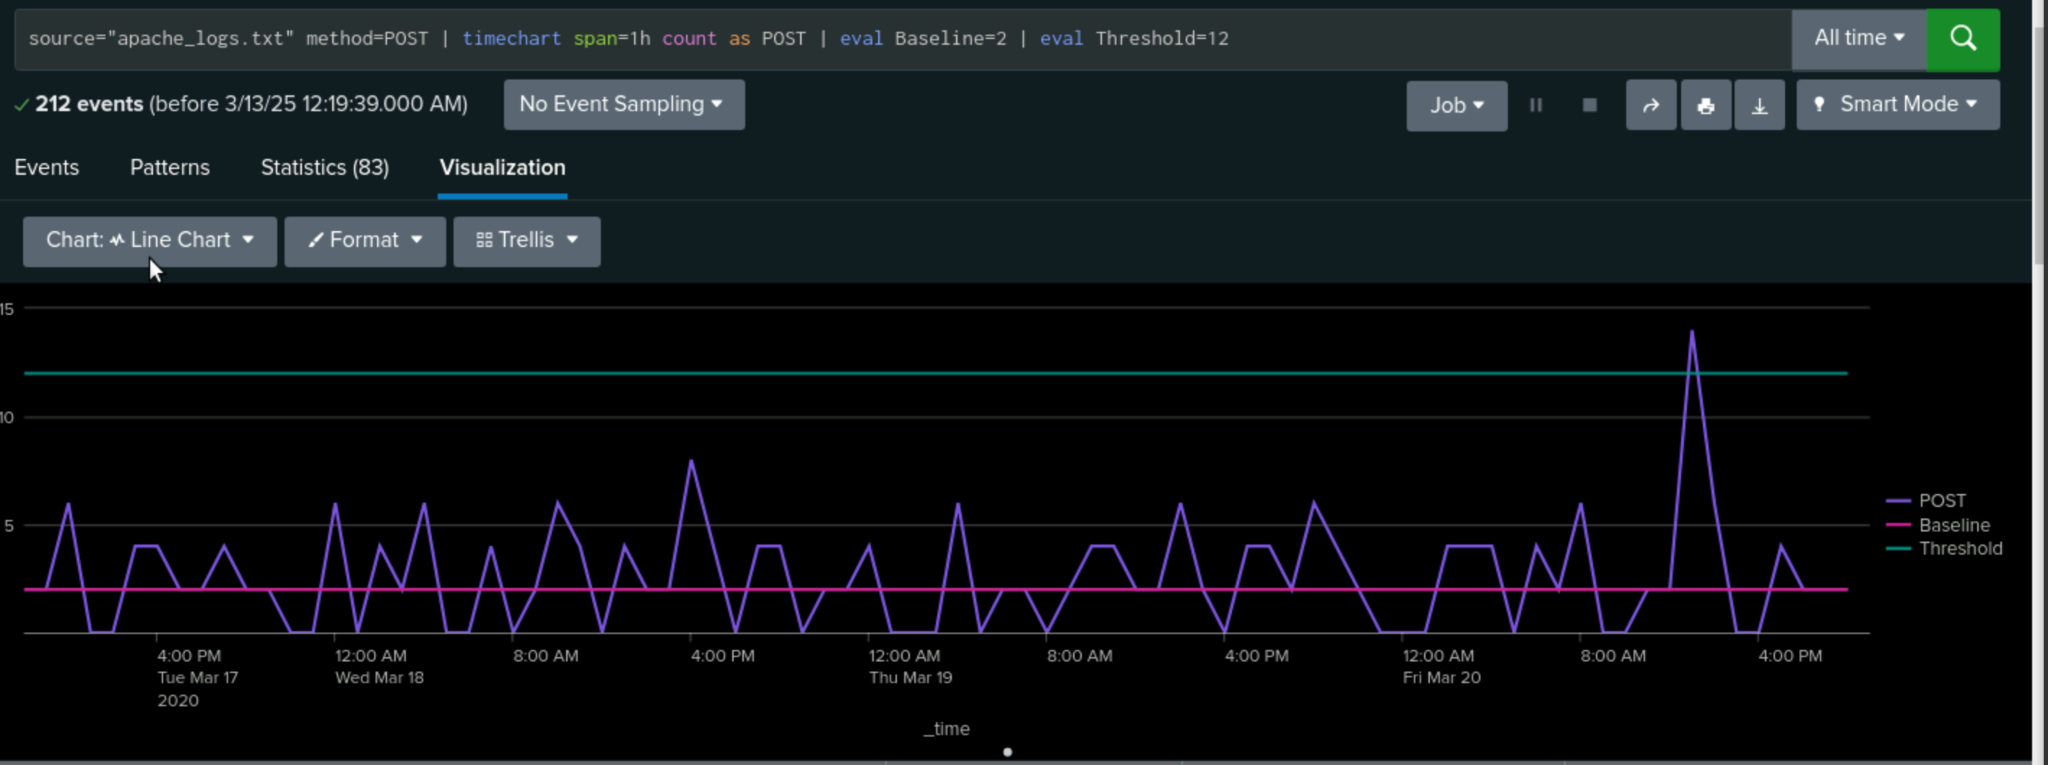 source="apache_logs.txt" method=POST | timechart span=1h count as POST | eval Baseline=2 | eval Threshold=12
All time
212 events (before 3/13/25 12:19:39.000 AM)
No Event Sampling
Job
Smart Mode
Events
Patterns
Statistics (83)
Visualization
Chart: Line Chart
Format
Trellis
15
10
5
POST
Baseline
Threshold
4:00 PM 12:00 AM 8:00 AM 4:00 PM 12:00 AM 8:00 AM 4:00 PM 12:00 AM 8:00 AM 4:00 PM
Tue Mar 17 Wed Mar 18 Thu Mar 19 Fri Mar 20
2020
_time